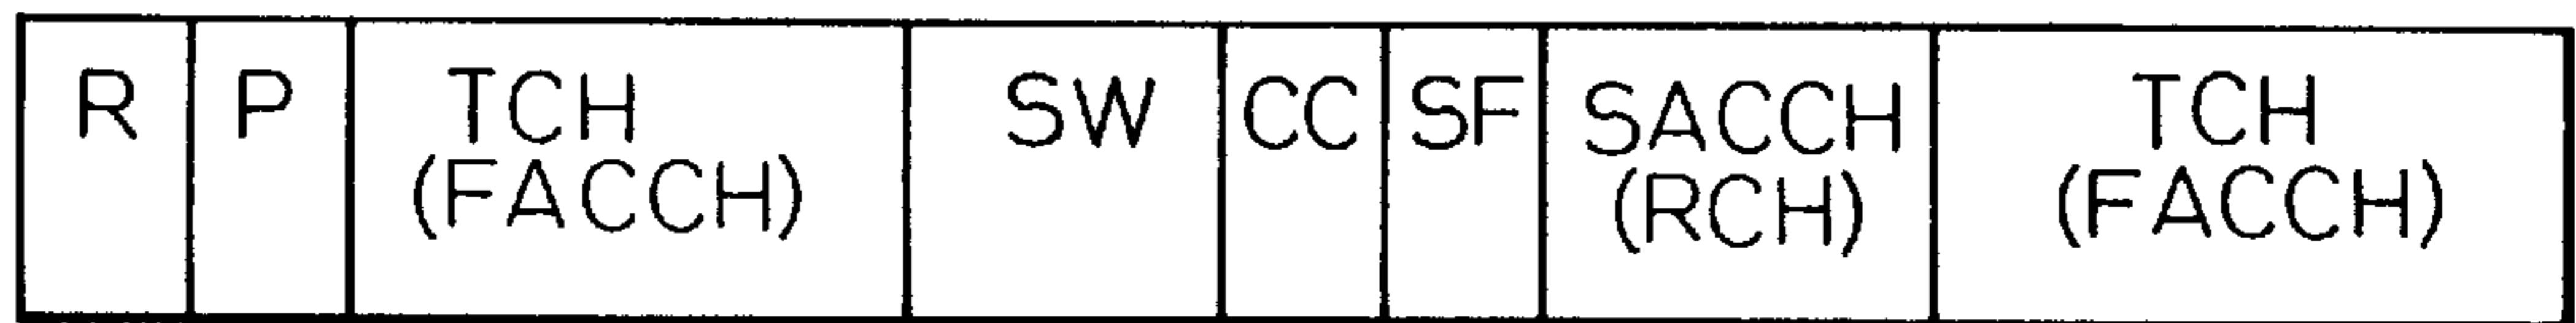 R P TCH SW CC SF SACCH TCH
(FACCH) (RCH) (FACCH)